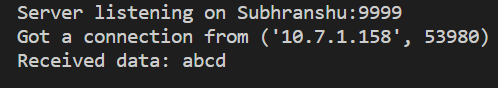 Server listening on Subhranshu:9999
Got a connection from ('10.7.1.158', 53980)
Received data: abcd